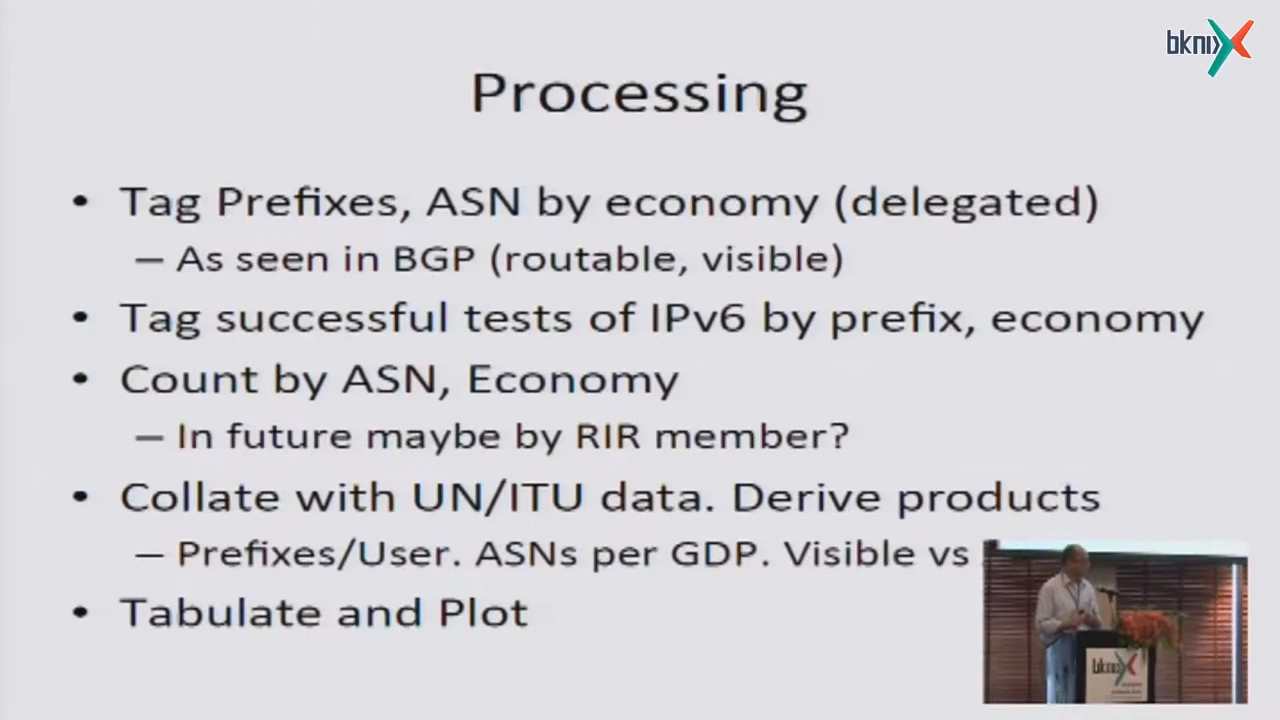 bknix
Processing
• Tag Prefixes, ASN by economy (delegated)
– As seen in BGP (routable, visible)
• Tag successful tests of IPv6 by prefix, economy
• Count by ASN, Economy
– In future maybe by RIR member?
• Collate with UN/ITU data. Derive products
– Prefixes/User. ASNs per GDP. Visible vs
• Tabulate and Plot
bknix